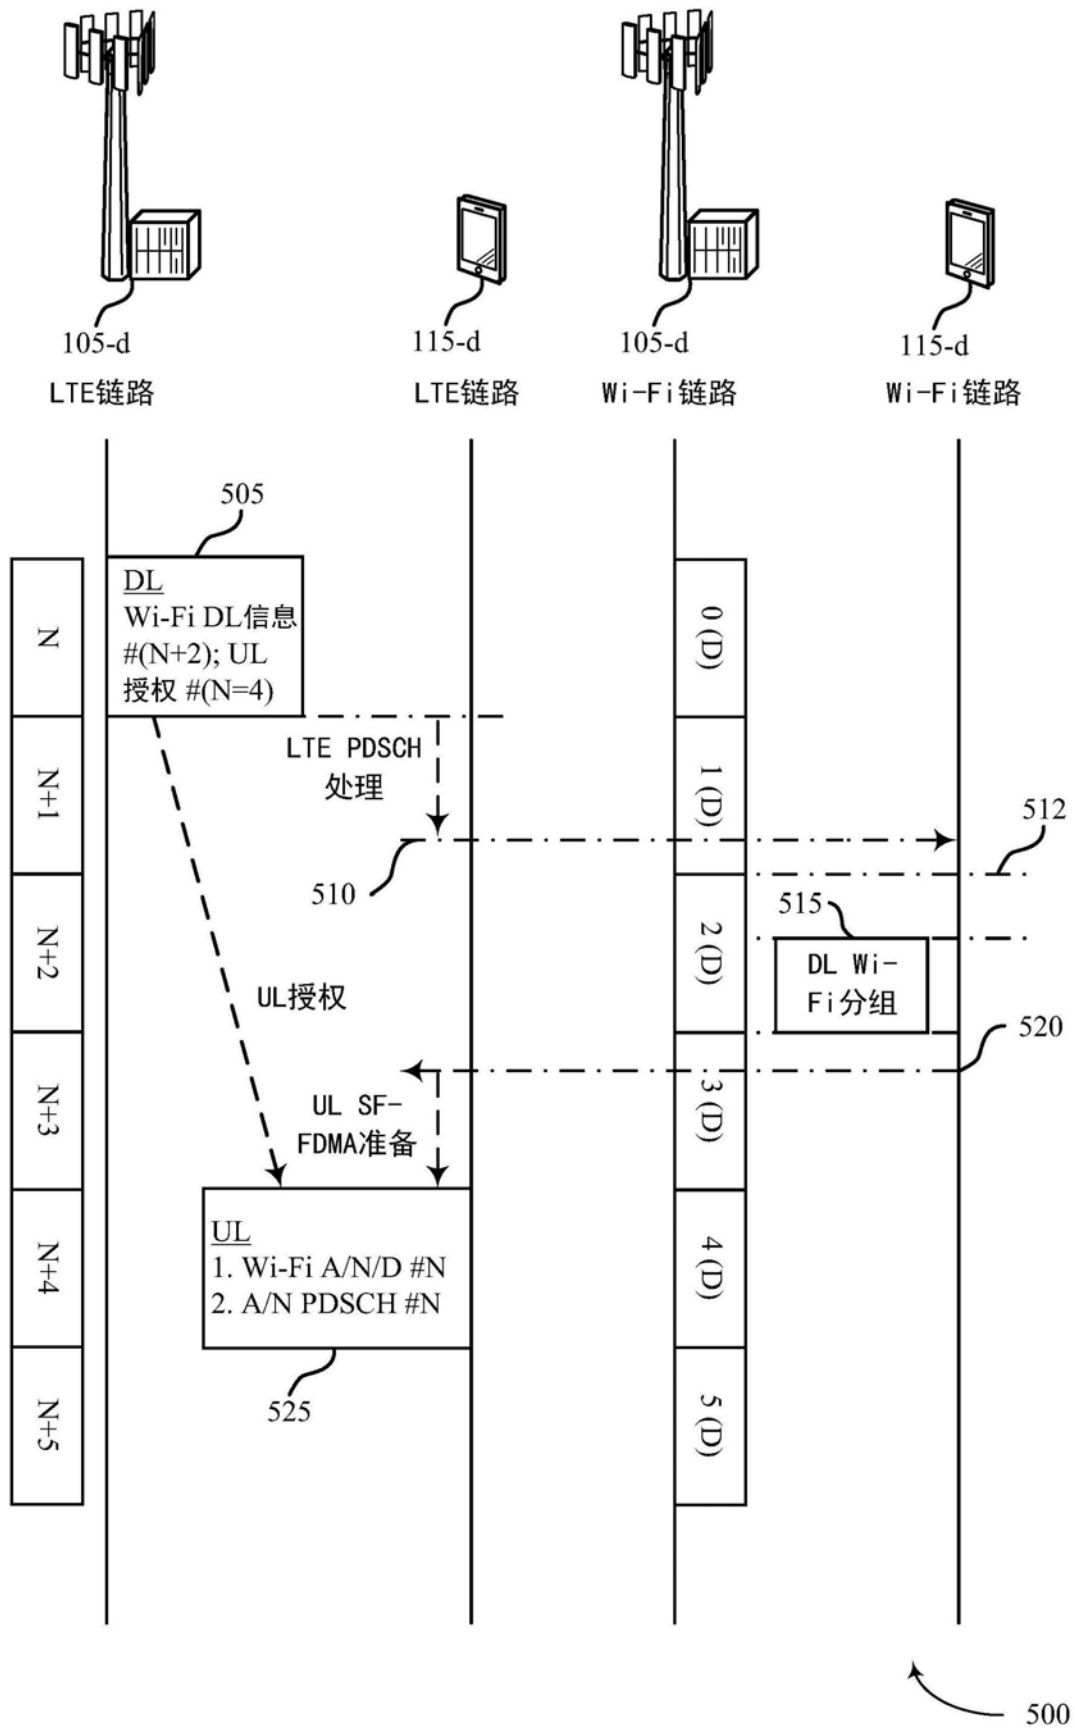 105-d
115-d
105-d
115-d
LTE链路
LTE链路
Wi-Fi链路
Wi-Fi链路
505
DL
Wi-Fi DL信息
#(N+2); UL
授权 #(N=4)
N
0 (D)
LTE PDSCH
处理
N+1
1 (D)
512
510
515
N+2
2 (D)
DL Wi-
Fi分组
UL授权
520
N+3
UL SF-
FDMA准备
3 (D)
UL
1. Wi-Fi A/N/D #N
2. A/N PDSCH #N
N+4
4 (D)
525
N+5
5 (D)
500